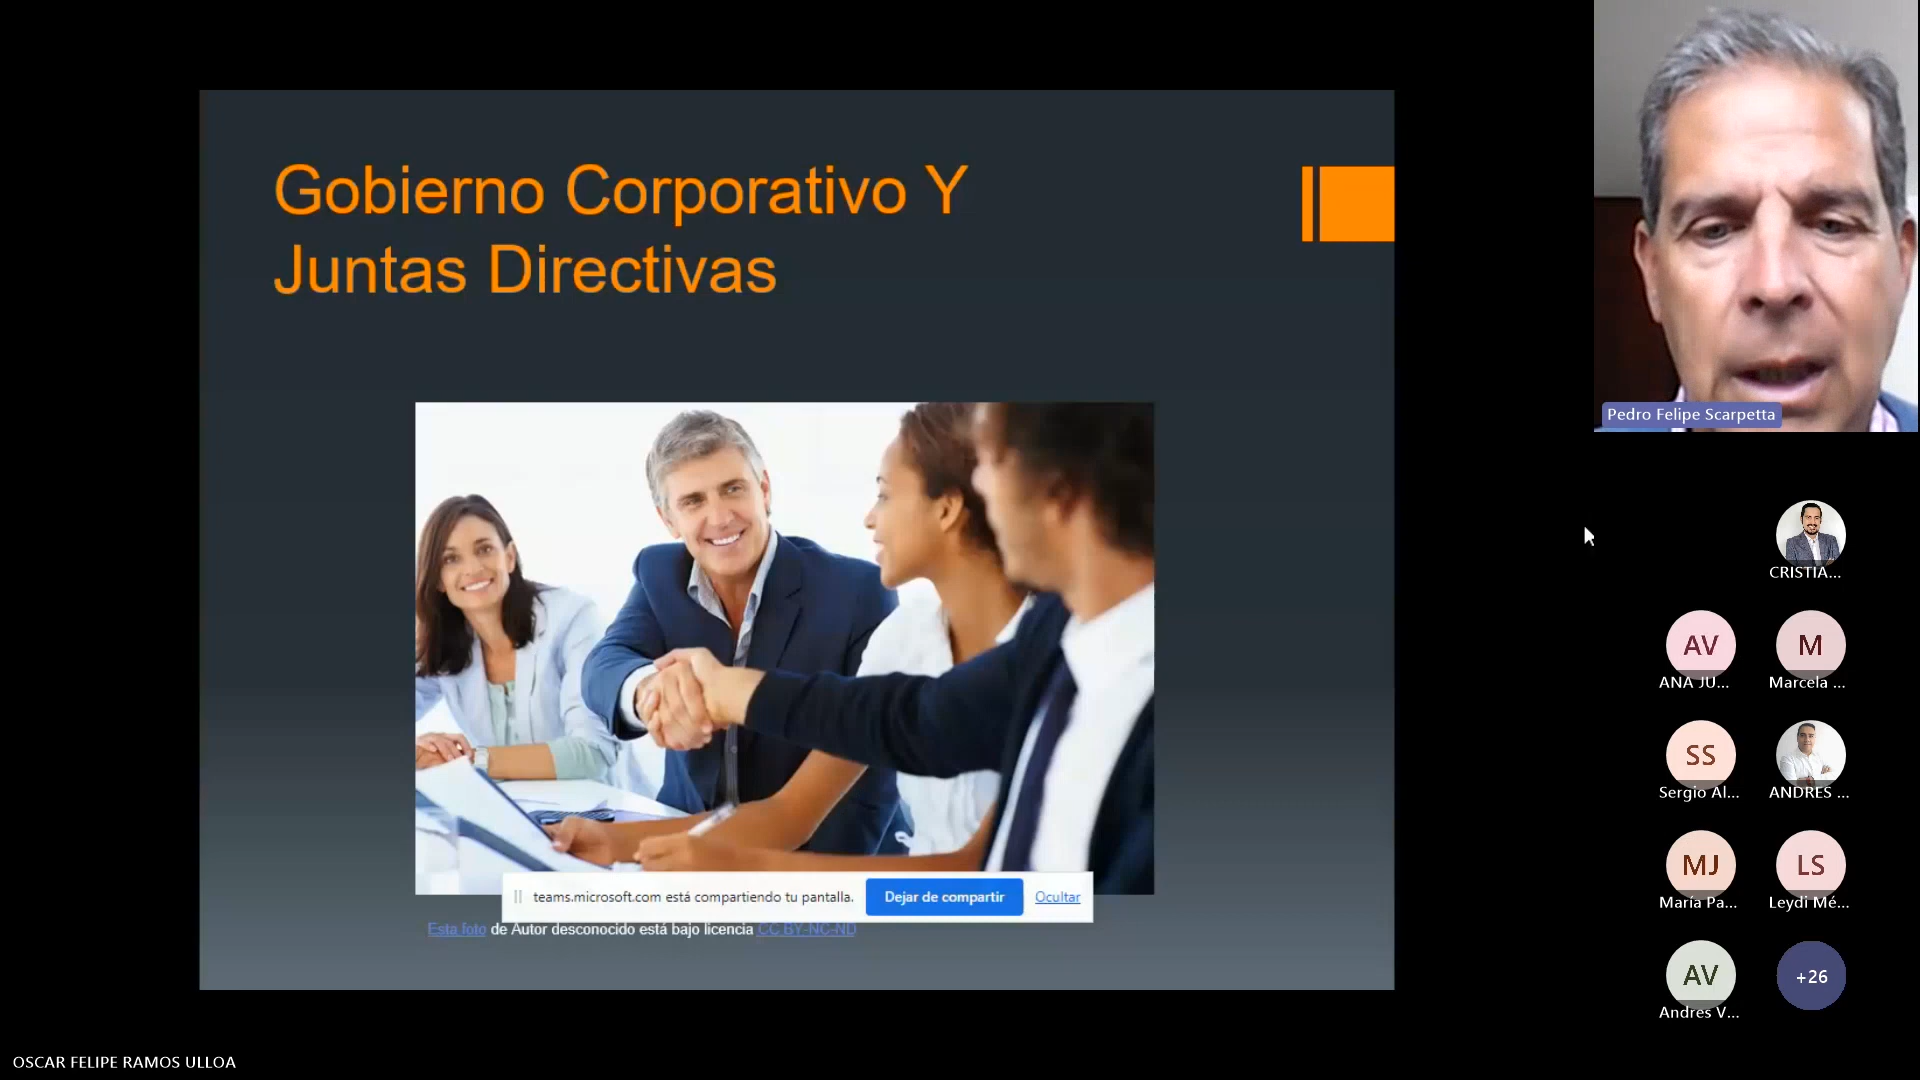 Gobierno Corporativo Y
Juntas Directivas
teams.microsoft.com está compartiendo tu pantalla. Dejar de compartir Ocultar
Esta foto de Autor desconocido está bajo licencia CC BY-NC-ND
Pedro Felipe Scarpetta
CRISTIA...
AV M
ANA JU... Marcela ...
SS
Sergio Al... ANDRES ...
MJ LS
María Pa... Leydi Mé...
AV +26
Andres V...
OSCAR FELIPE RAMOS ULLOA